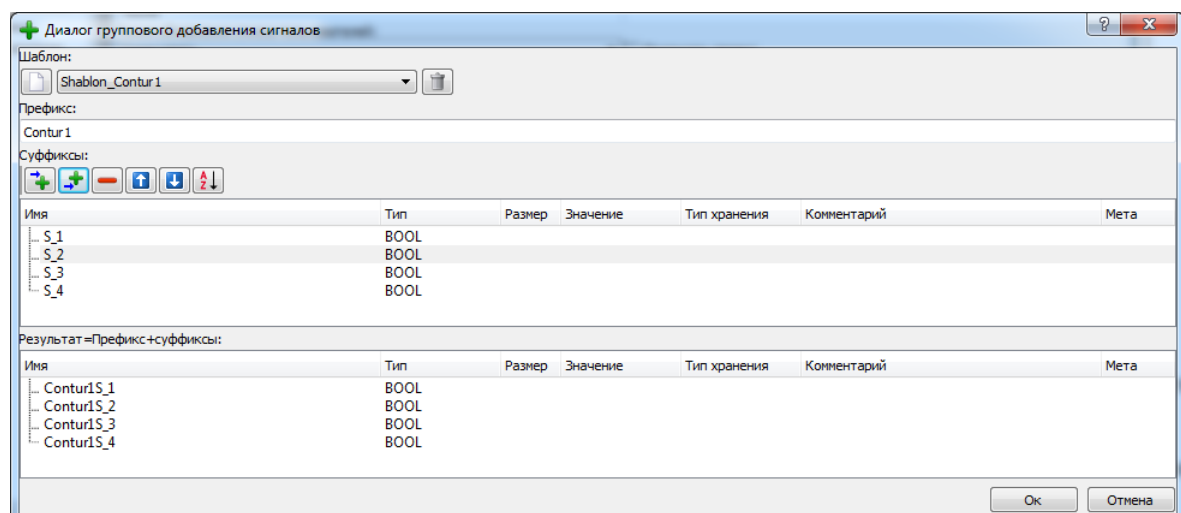 Диалог группового добавления сигналов
Шаблон:
Shablon_Contur1
Префикс:
Contur1
Суффиксы:
Имя Тип Размер Значение Тип хранения Комментарий Мета
S_1 BOOL
S_2 BOOL
S_3 BOOL
S_4 BOOL
Результат=Префикс+суффиксы:
Имя Тип Размер Значение Тип хранения Комментарий Мета
Contur1S_1 BOOL
Contur1S_2 BOOL
Contur1S_3 BOOL
Contur1S_4 BOOL
Ок Отмена